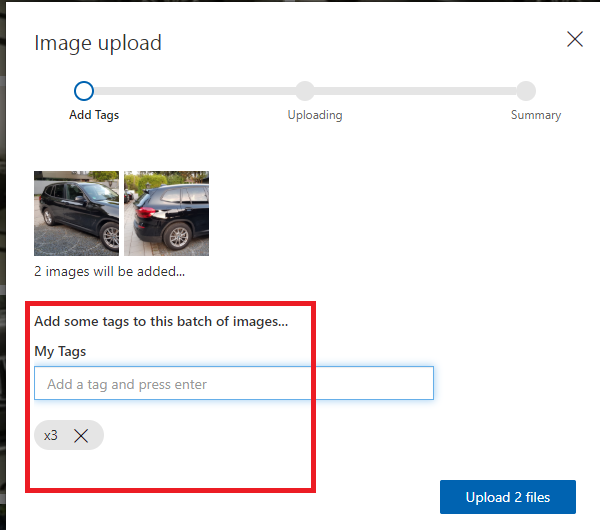 Image upload
Add Tags
Uploading
Summary
2 images will be added...
Add some tags to this batch of images...
My Tags
Add a tag and press enter
x3
Upload 2 files